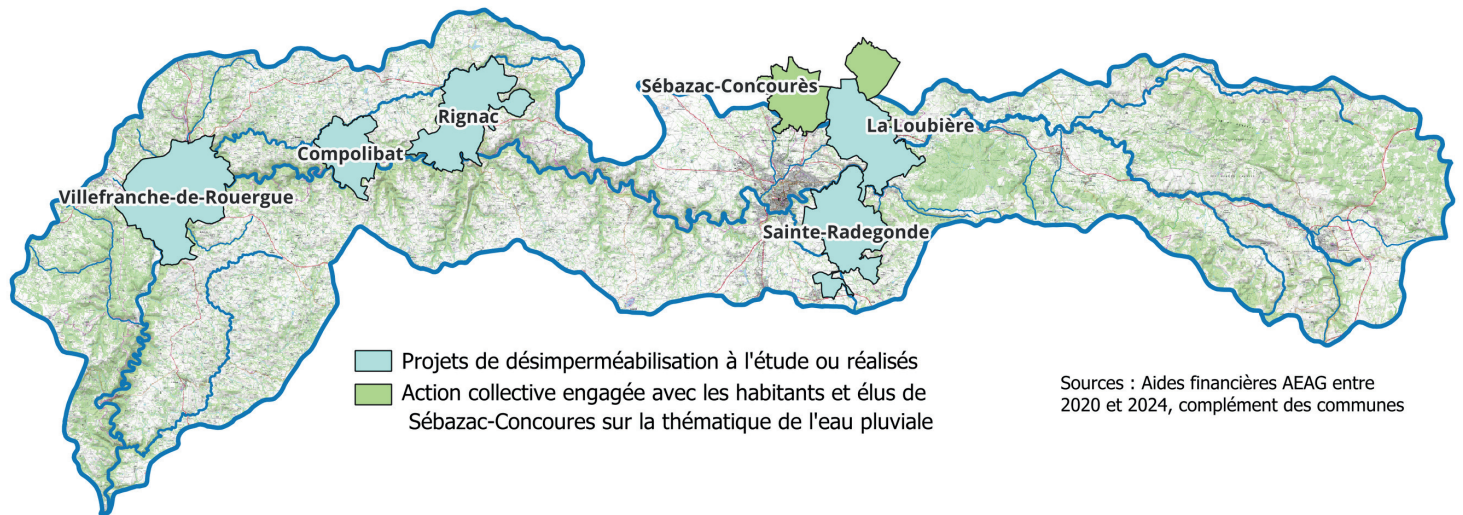 Sébazac-Concourès
Rignac
La Loubière
Compolibat
Villefranche-de-Rouergue
Sainte-Radegonde
Projets de désimperméabilisation à l'étude ou réalisés
Action collective engagée avec les habitants et élus de
Sébazac-Concoures sur la thématique de l'eau pluviale
Sources : Aides financières AEAG entre
2020 et 2024, complément des communes